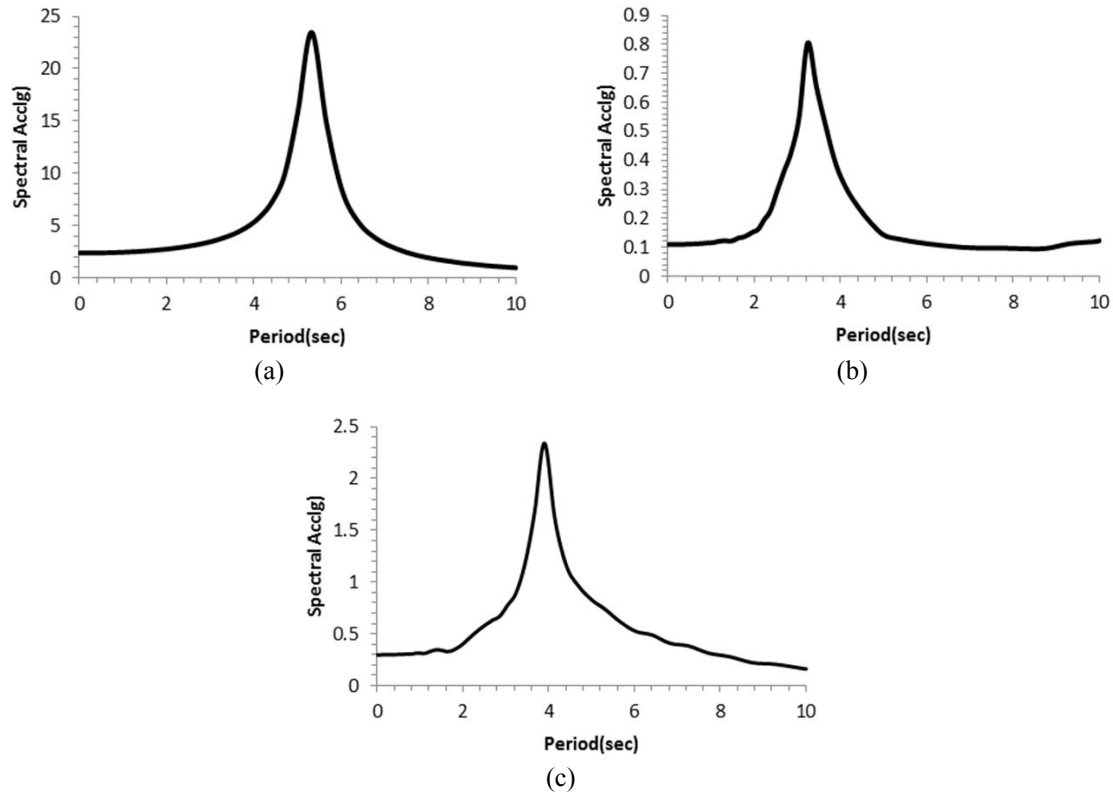 25
20
15
10
5
0
0 2 4 6 8 10
Spectral Acc|g)
Period(sec)
(a)
0.9
0.8
0.7
0.6
0.5
0.4
0.3
0.2
0.1
0
0 2 4 6 8 10
Spectral Acc|g)
Period(sec)
(b)
2.5
2
1.5
1
0.5
0
0 2 4 6 8 10
Spectral Acc|g)
Period(sec)
(c)